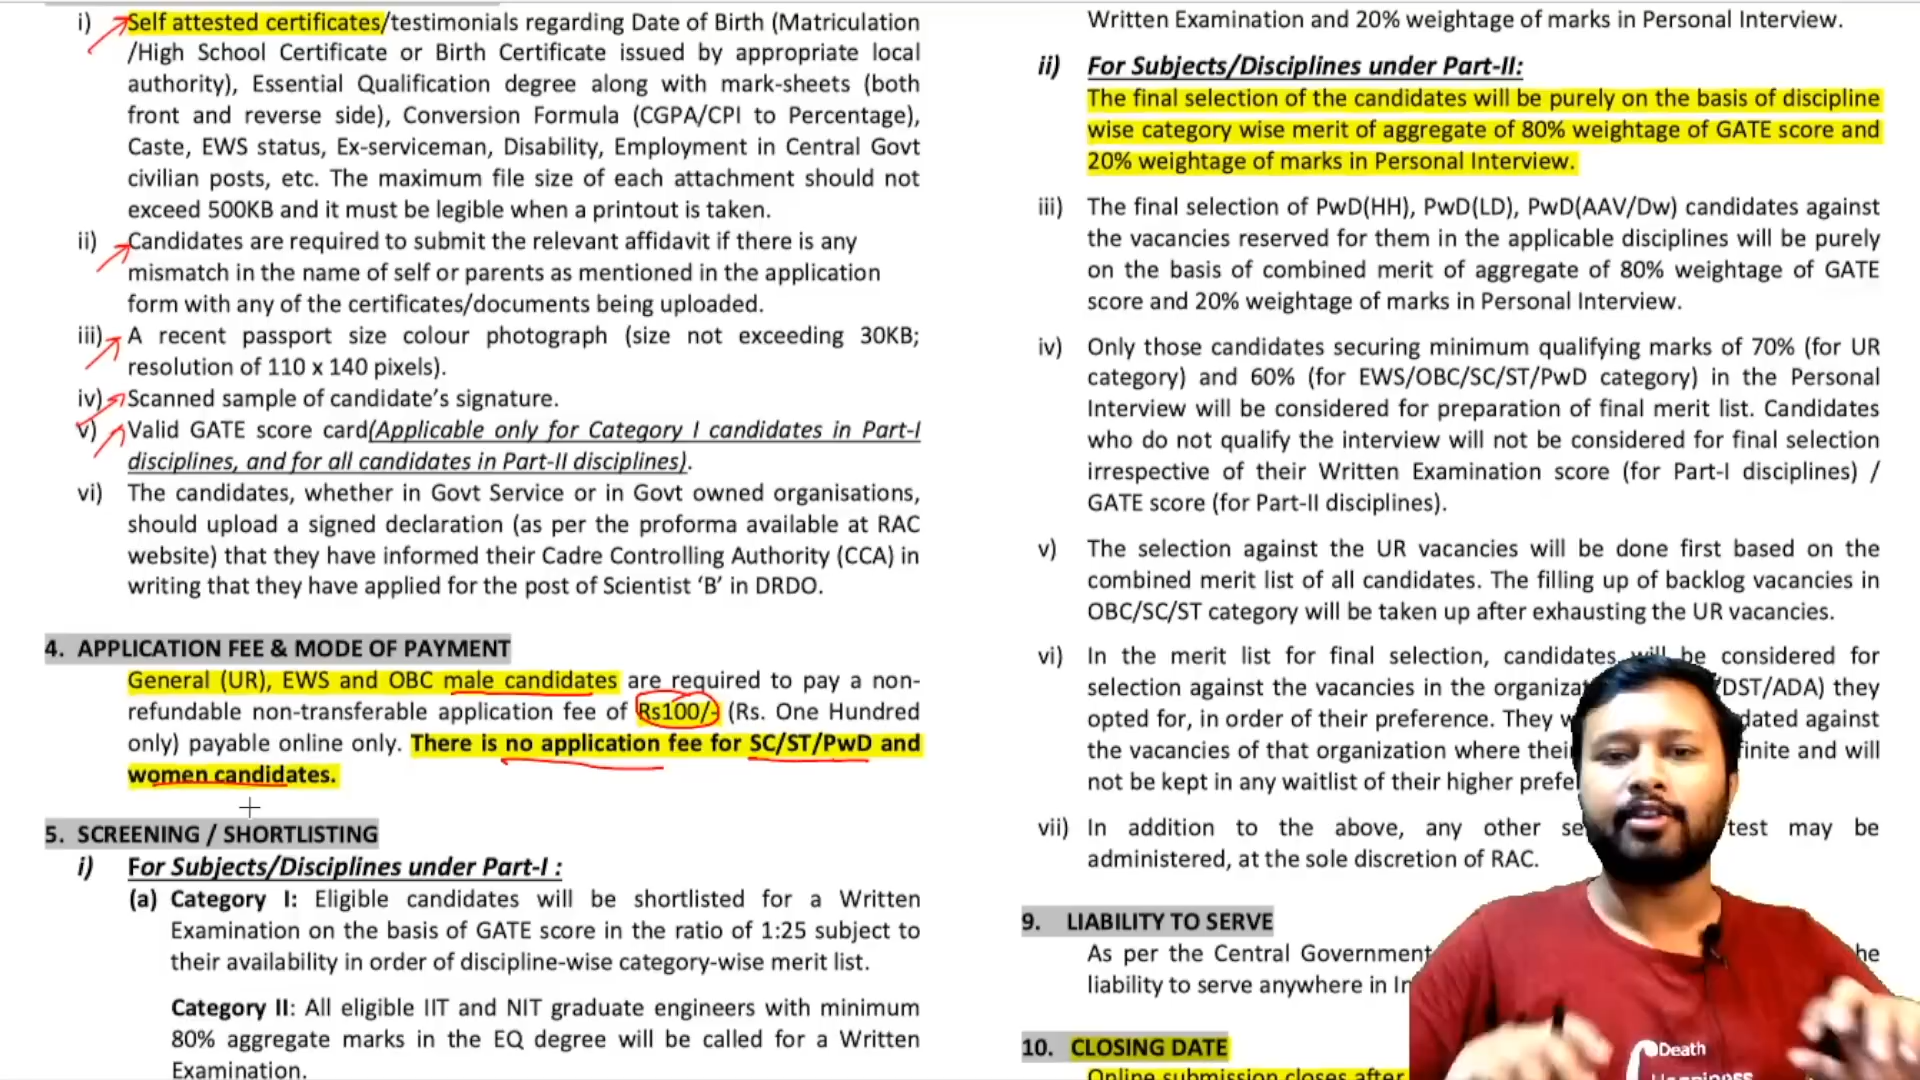 i) Self attested certificates/testimonials regarding Date of Birth (Matriculation
/High School Certificate or Birth Certificate issued by appropriate local
authority), Essential Qualification degree along with mark-sheets (both
front and reverse side), Conversion Formula (CGPA/CPI to Percentage),
Caste, EWS status, Ex-serviceman, Disability, Employment in Central Govt
civilian posts, etc. The maximum file size of each attachment should not
exceed 500KB and it must be legible when a printout is taken.
ii) Candidates are required to submit the relevant affidavit if there is any
mismatch in the name of self or parents as mentioned in the application
form with any of the certificates/documents being uploaded.
iii) A recent passport size colour photograph (size not exceeding 30KB;
resolution of 110 x 140 pixels).
iv) Scanned sample of candidate's signature.
v) Valid GATE score card(Applicable only for Category I candidates in Part-I
disciplines, and for all candidates in Part-II disciplines).
vi) The candidates, whether in Govt Service or in Govt owned organisations,
should upload a signed declaration (as per the proforma available at RAC
website) that they have informed their Cadre Controlling Authority (CCA) in
writing that they have applied for the post of Scientist 'B' in DRDO.
4. APPLICATION FEE & MODE OF PAYMENT
General (UR), EWS and OBC male candidates are required to pay a non-
refundable non-transferable application fee of Rs100/- (Rs. One Hundred
only) payable online only. There is no application fee for SC/ST/PwD and
women candidates.
5. SCREENING / SHORTLISTING
i) For Subjects/Disciplines under Part-I :
(a) Category I: Eligible candidates will be shortlisted for a Written
Examination on the basis of GATE score in the ratio of 1:25 subject to
their availability in order of discipline-wise category-wise merit list.
Category II: All eligible IIT and NIT graduate engineers with minimum
80% aggregate marks in the EQ degree will be called for a Written
Examination.
Written Examination and 20% weightage of marks in Personal Interview.
ii) For Subjects/Disciplines under Part-II:
The final selection of the candidates will be purely on the basis of discipline
wise category wise merit of aggregate of 80% weightage of GATE score and
20% weightage of marks in Personal Interview.
iii) The final selection of PwD(HH), PwD(LD), PwD(AAV/Dw) candidates against
the vacancies reserved for them in the applicable disciplines will be purely
on the basis of combined merit of aggregate of 80% weightage of GATE
score and 20% weightage of marks in Personal Interview.
iv) Only those candidates securing minimum qualifying marks of 70% (for UR
category) and 60% (for EWS/OBC/SC/ST/PwD category) in the Personal
Interview will be considered for preparation of final merit list. Candidates
who do not qualify the interview will not be considered for final selection
irrespective of their Written Examination score (for Part-I disciplines) /
GATE score (for Part-II disciplines).
v) The selection against the UR vacancies will be done first based on the
combined merit list of all candidates. The filling up of backlog vacancies in
OBC/SC/ST category will be taken up after exhausting the UR vacancies.
vi) In the merit list for final selection, candidates will be considered for
selection against the vacancies in the organiza DST/ADA) they
opted for, in order of their preference. They w dated against
the vacancies of that organization where their finite and will
not be kept in any waitlist of their higher prefe
vii) In addition to the above, any other se test may be
administered, at the sole discretion of RAC.
9. LIABILITY TO SERVE
As per the Central Government he
liability to serve anywhere in In
10. CLOSING DATE
Online submission closes after
Death
Happiness